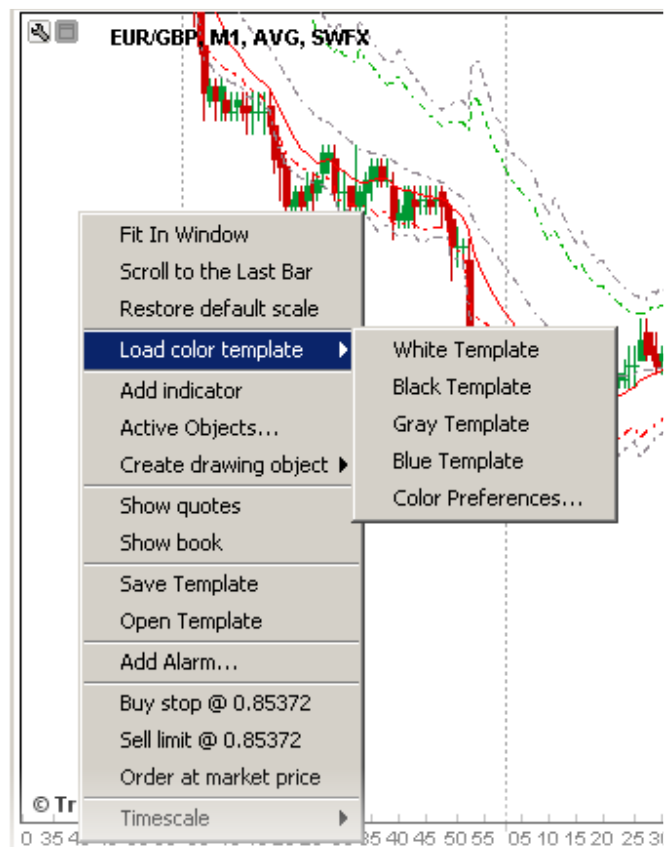 EUR/GBP, M1, AVG, SWFX
Fit In Window
Scroll to the Last Bar
Restore default scale
Load color template
White Template
Black Template
Gray Template
Blue Template
Color Preferences...
Add indicator
Active Objects...
Create drawing object
Show quotes
Show book
Save Template
Open Template
Add Alarm...
Buy stop @ 0.85372
Sell limit @ 0.85372
Order at market price
Timescale
© Tr
0 35 40 45 50 55 05 10 15 20 25